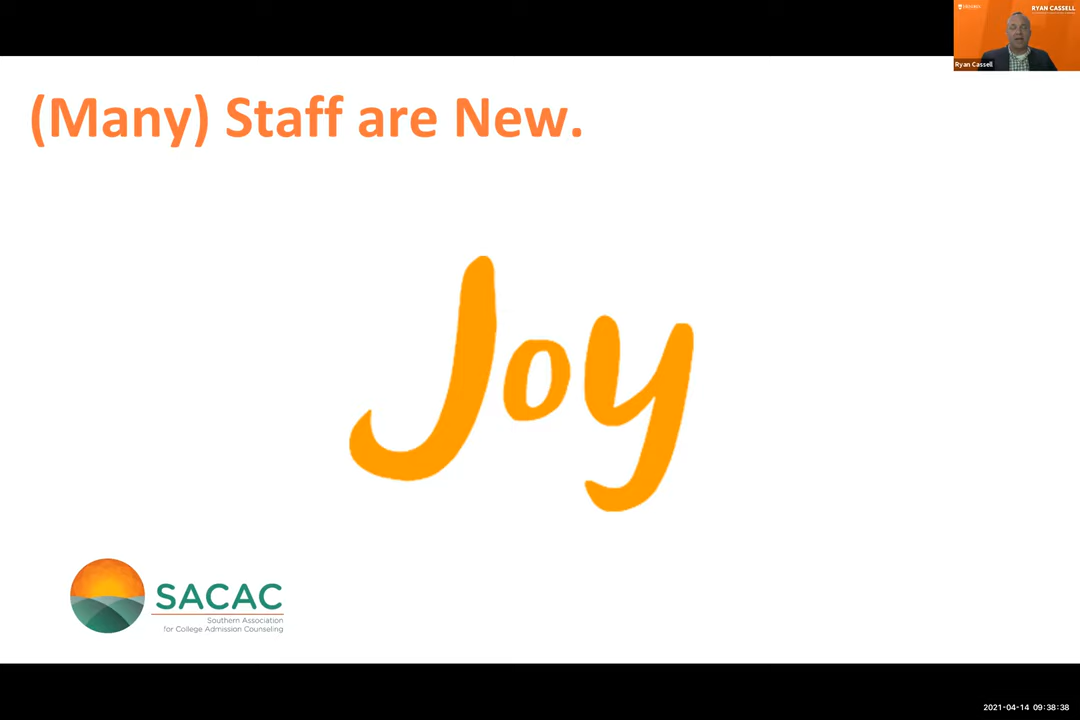 RYAN CASSELL
Ryan Cassell
(Many) Staff are New.
Joy
SACAC
Southern Association
for College Admission Counseling
2021-04-14 09:38:38